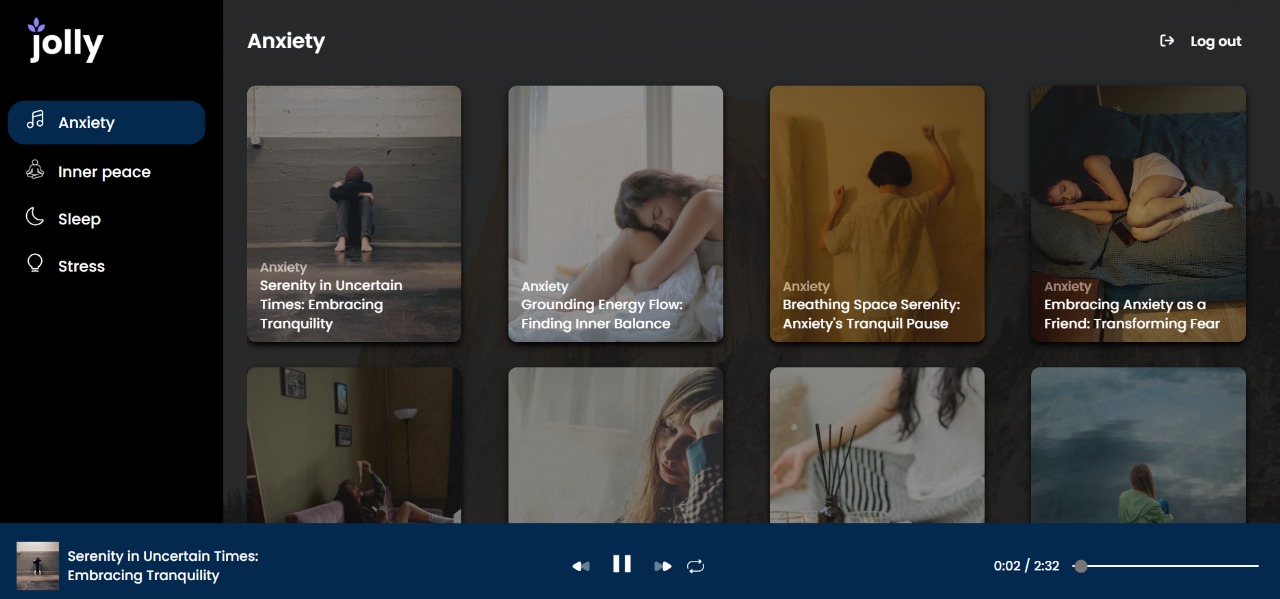 jolly
Anxiety
Log out
Anxiety
Inner peace
Sleep
Stress
Anxiety
Serenity in Uncertain
Times: Embracing
Tranquility
Anxiety
Grounding Energy Flow:
Finding Inner Balance
Anxiety
Breathing Space Serenity:
Anxiety's Tranquil Pause
Anxiety
Embracing Anxiety as a
Friend: Transforming Fear
Serenity in Uncertain Times:
Embracing Tranquility
0:02 / 2:32